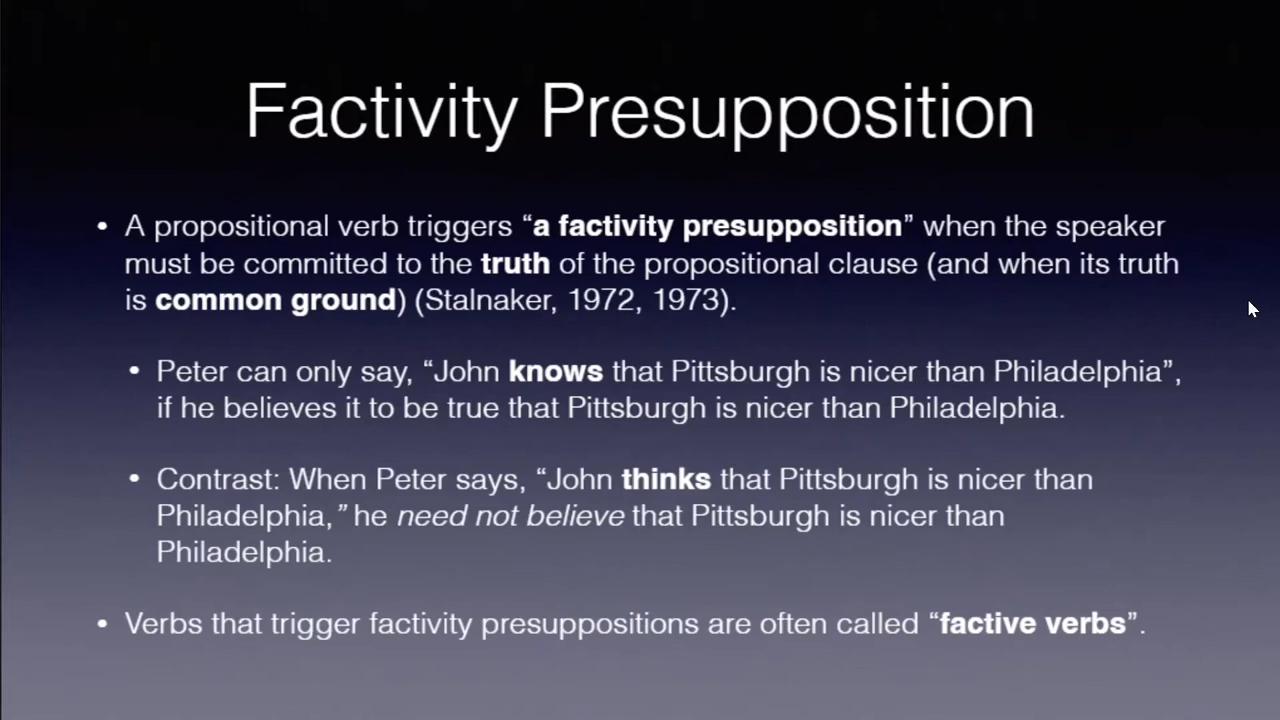 Factivity Presupposition
• A propositional verb triggers “a factivity presupposition” when the speaker
must be committed to the truth of the propositional clause (and when its truth
is common ground) (Stalnaker, 1972, 1973).
• Peter can only say, “John knows that Pittsburgh is nicer than Philadelphia”,
if he believes it to be true that Pittsburgh is nicer than Philadelphia.
• Contrast: When Peter says, “John thinks that Pittsburgh is nicer than
Philadelphia,” he need not believe that Pittsburgh is nicer than
Philadelphia.
• Verbs that trigger factivity presuppositions are often called “factive verbs”.